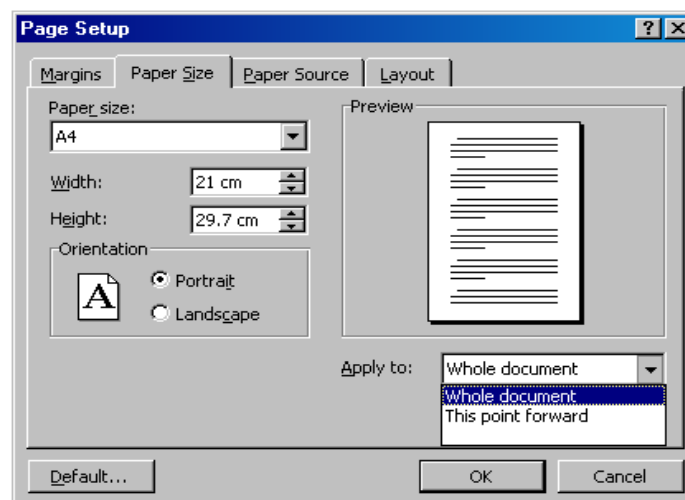 Page Setup
? X
Margins Paper Size Paper Source Layout
Paper size:
A4
Width: 21 cm
Height: 29.7 cm
Orientation
A
Portrait
Landscape
Preview
Apply to: Whole document
Whole document
This point forward
Default... OK Cancel